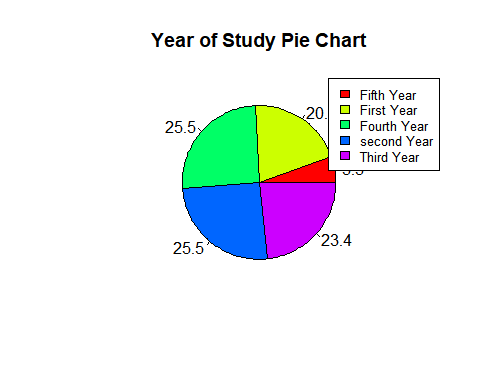 Year of Study Pie Chart
Fifth Year
First Year
Fourth Year
second Year
Third Year
20.
25.5
25.5
23.4